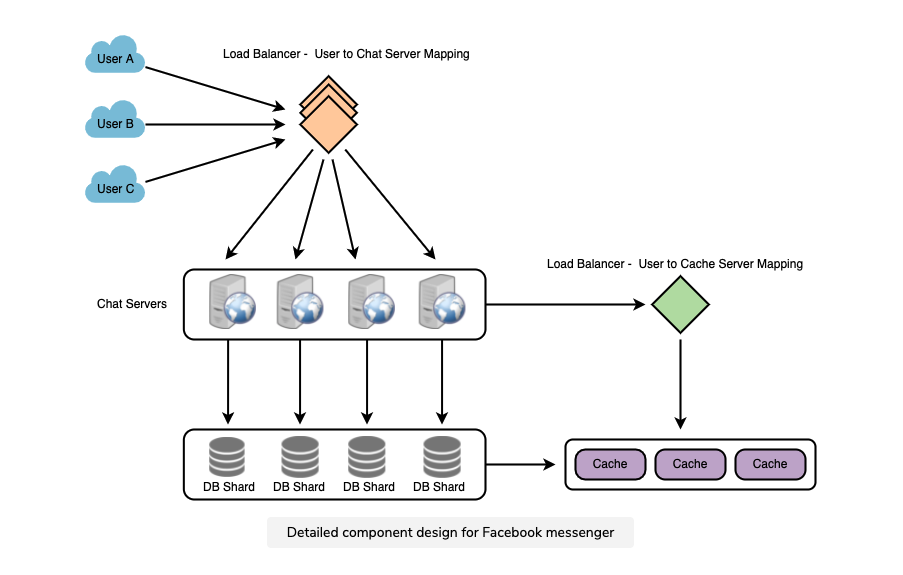 User A
Load Balancer - User to Chat Server Mapping
User B
User C
Load Balancer - User to Cache Server Mapping
Chat Servers
Cache Cache Cache
DB Shard DB Shard DB Shard DB Shard
Detailed component design for Facebook messenger